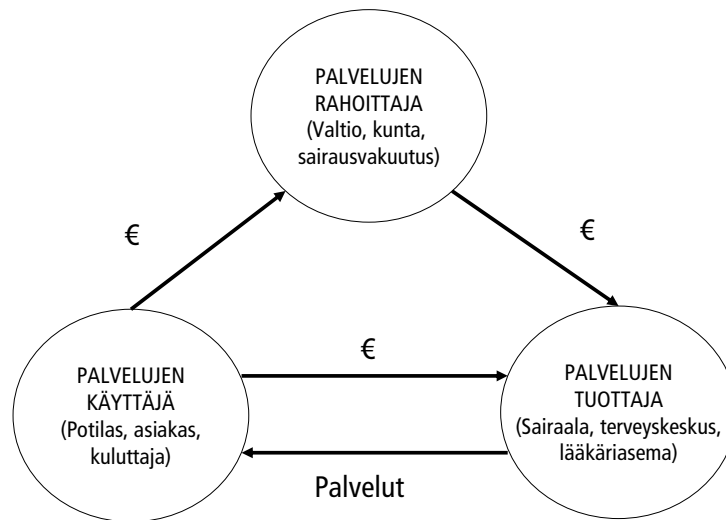 PALVELUJEN
RAHOITTAJA
(Valtio, kunta,
sairausvakuutus)
€
€
€
PALVELUJEN
KÄYTTÄJÄ
(Potilas, asiakas,
kuluttaja)
PALVELUJEN
TUOTTAJA
(Sairaala, terveyskeskus,
lääkäriasema)
Palvelut